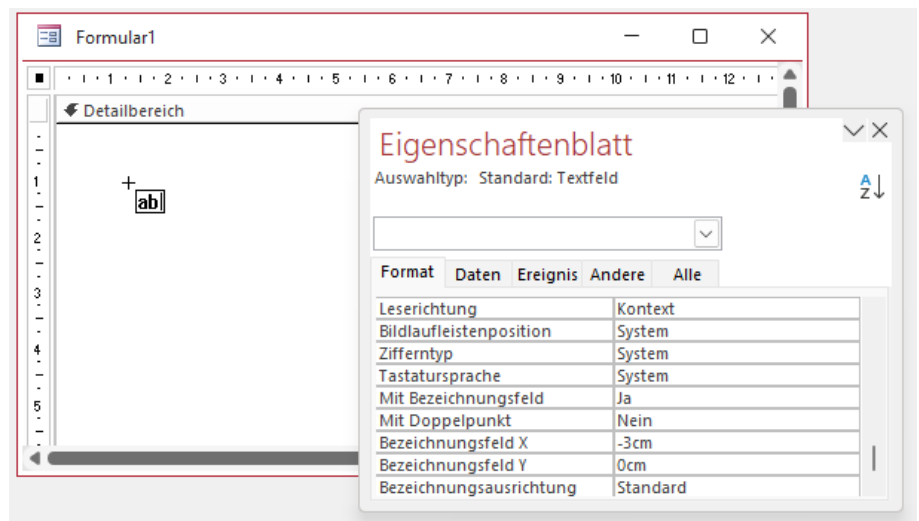 Formular1
1 2 3 4 5 6 7 8 9 10 11 12
Detailbereich
1
2
3
4
5
ab
Eigenschaftenblatt
Auswahltyp: Standard: Textfeld
A
Z
Format Daten Ereignis Andere Alle
Leserichtung Kontext
Bildlaufleistenposition System
Zifferntyp System
Tastatursprache System
Mit Bezeichnungsfeld Ja
Mit Doppelpunkt Nein
Bezeichnungsfeld X -3cm
Bezeichnungsfeld Y 0cm
Bezeichnungsausrichtung Standard